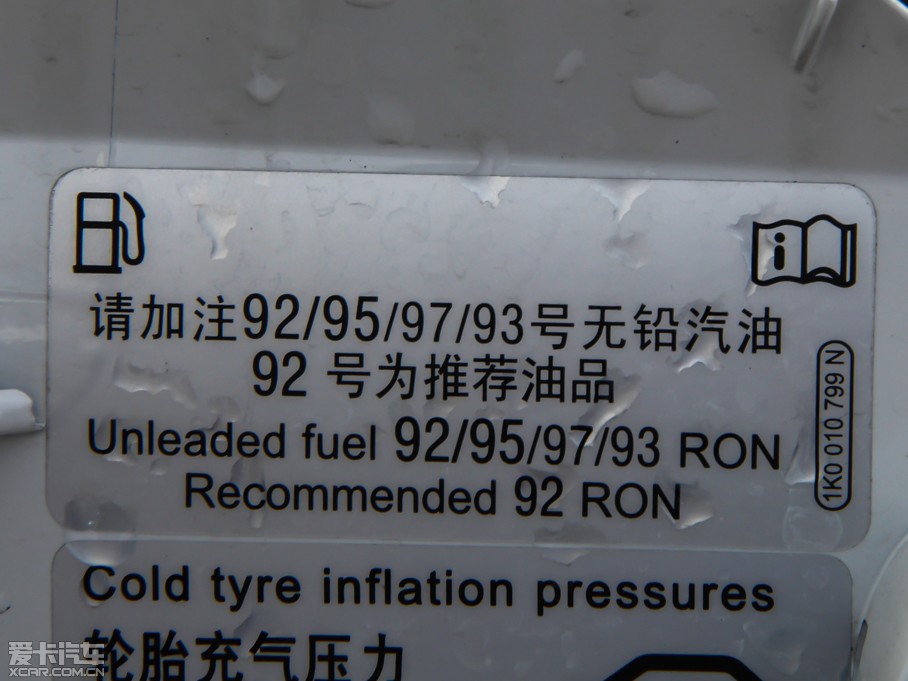 请加注92/95/97/93号无铅汽油
92 号为推荐油品
Unleaded fuel 92/95/97/93 RON
Recommended 92 RON
1K0 010 799 N
Cold tyre inflation pressures
轮胎充气压力
爱卡汽车
XCAR.COM.CN